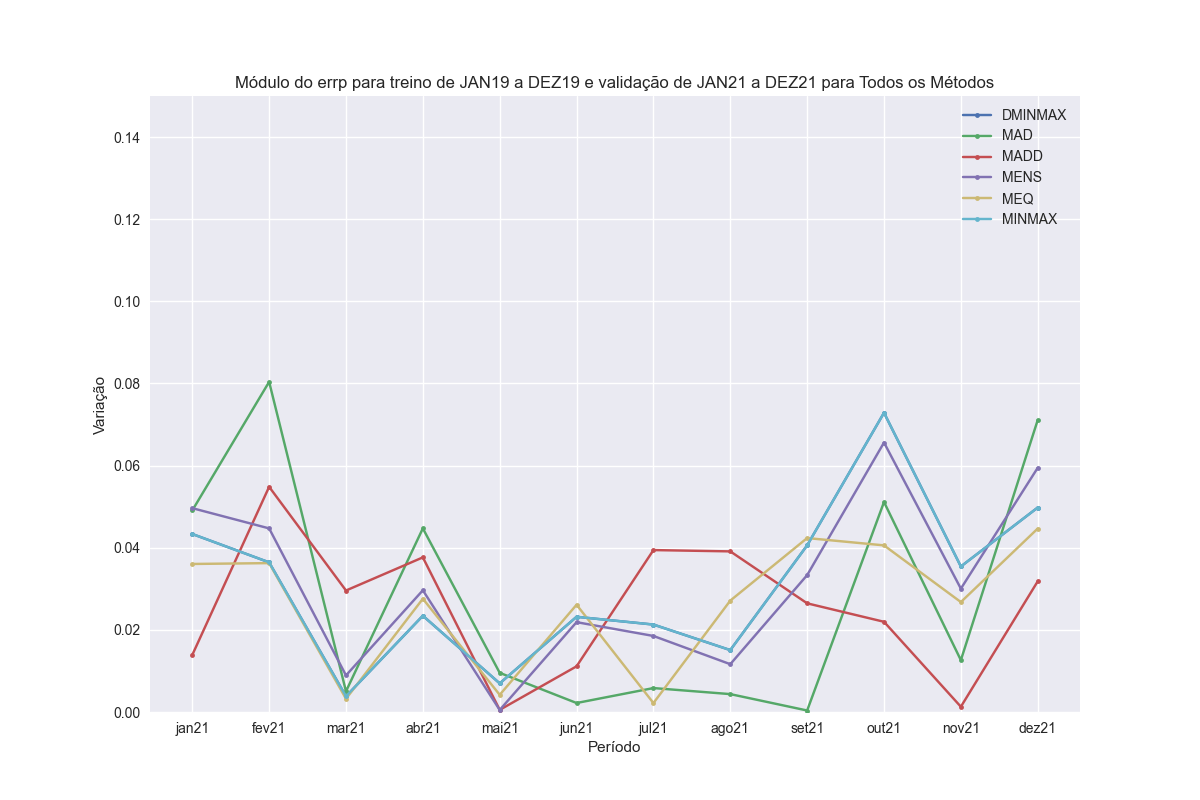 Módulo do errp para treino de JAN19 a DEZ19 e validação de JAN21 a DEZ21 para Todos os Métodos
DMINMAX
MAD
MADD
MENS
MEQ
MINMAX
Variação
0.14
0.12
0.10
0.08
0.06
0.04
0.02
0.00
jan21 fev21 mar21 abr21 mai21 jun21 jul21 ago21 set21 out21 nov21 dez21
Período